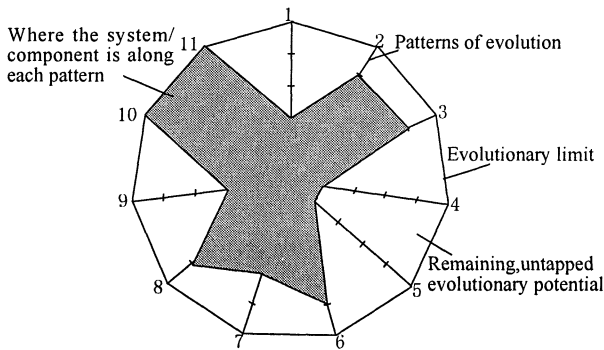 1
Where the system/
component is along
each pattern
11
2
Patterns of evolution
10
3
Evolutionary limit
9
4
Remaining,untapped
evolutionary potential
8
5
7
6